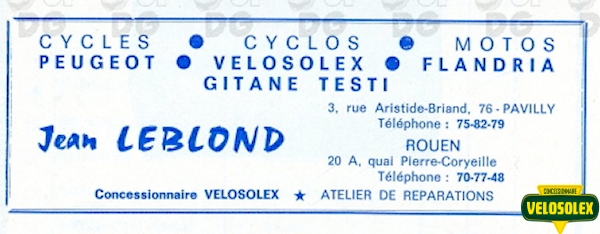 CYCLES ● CYCLOS ● MOTOS
PEUGEOT ● VELOSOLEX ● FLANDRIA
GITANE TESTI
3, rue Aristide-Briand, 76 - PAVILLY
Téléphone : 75-82-79
Jean LEBLOND
ROUEN
20 A, quai Pierre-Coryeille
Téléphone : 70-77-48
Concessionnaire VELOSOLEX ★ ATELIER DE REPARATIONS
CONCESSIONNAIRE
VELOSOLEX